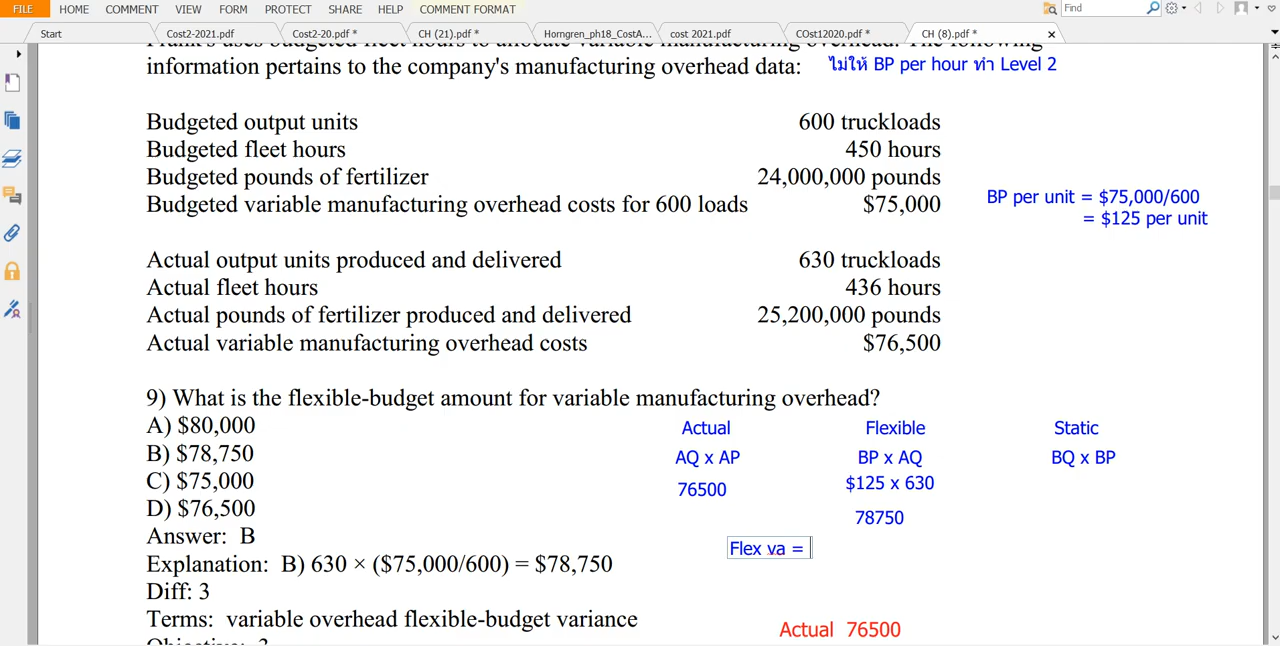 FILE HOME COMMENT VIEW FORM PROTECT SHARE HELP COMMENT FORMAT Find
Start Cost2-2021.pdf Cost2-20.pdf * CH (21).pdf * Horngren_ph18_CostA... cost 2021.pdf COst1020.pdf * CH (8).pdf *
information pertains to the company's manufacturing overhead data: ไม่ให้ BP per hour ทำ Level 2
Budgeted output units 600 truckloads
Budgeted fleet hours 450 hours
Budgeted pounds of fertilizer 24,000,000 pounds
Budgeted variable manufacturing overhead costs for 600 loads $75,000
BP per unit = $75,000/600
= $125 per unit
Actual output units produced and delivered 630 truckloads
Actual fleet hours 436 hours
Actual pounds of fertilizer produced and delivered 25,200,000 pounds
Actual variable manufacturing overhead costs $76,500
9) What is the flexible-budget amount for variable manufacturing overhead?
A) $80,000
B) $78,750
C) $75,000
D) $76,500
Answer: B
Explanation: B) 630 × ($75,000/600) = $78,750
Diff: 3
Terms: variable overhead flexible-budget variance
Actual Flexible Static
AQ x AP BP x AQ BQ x BP
76500 $125 x 630
78750
Flex va =
Actual 76500